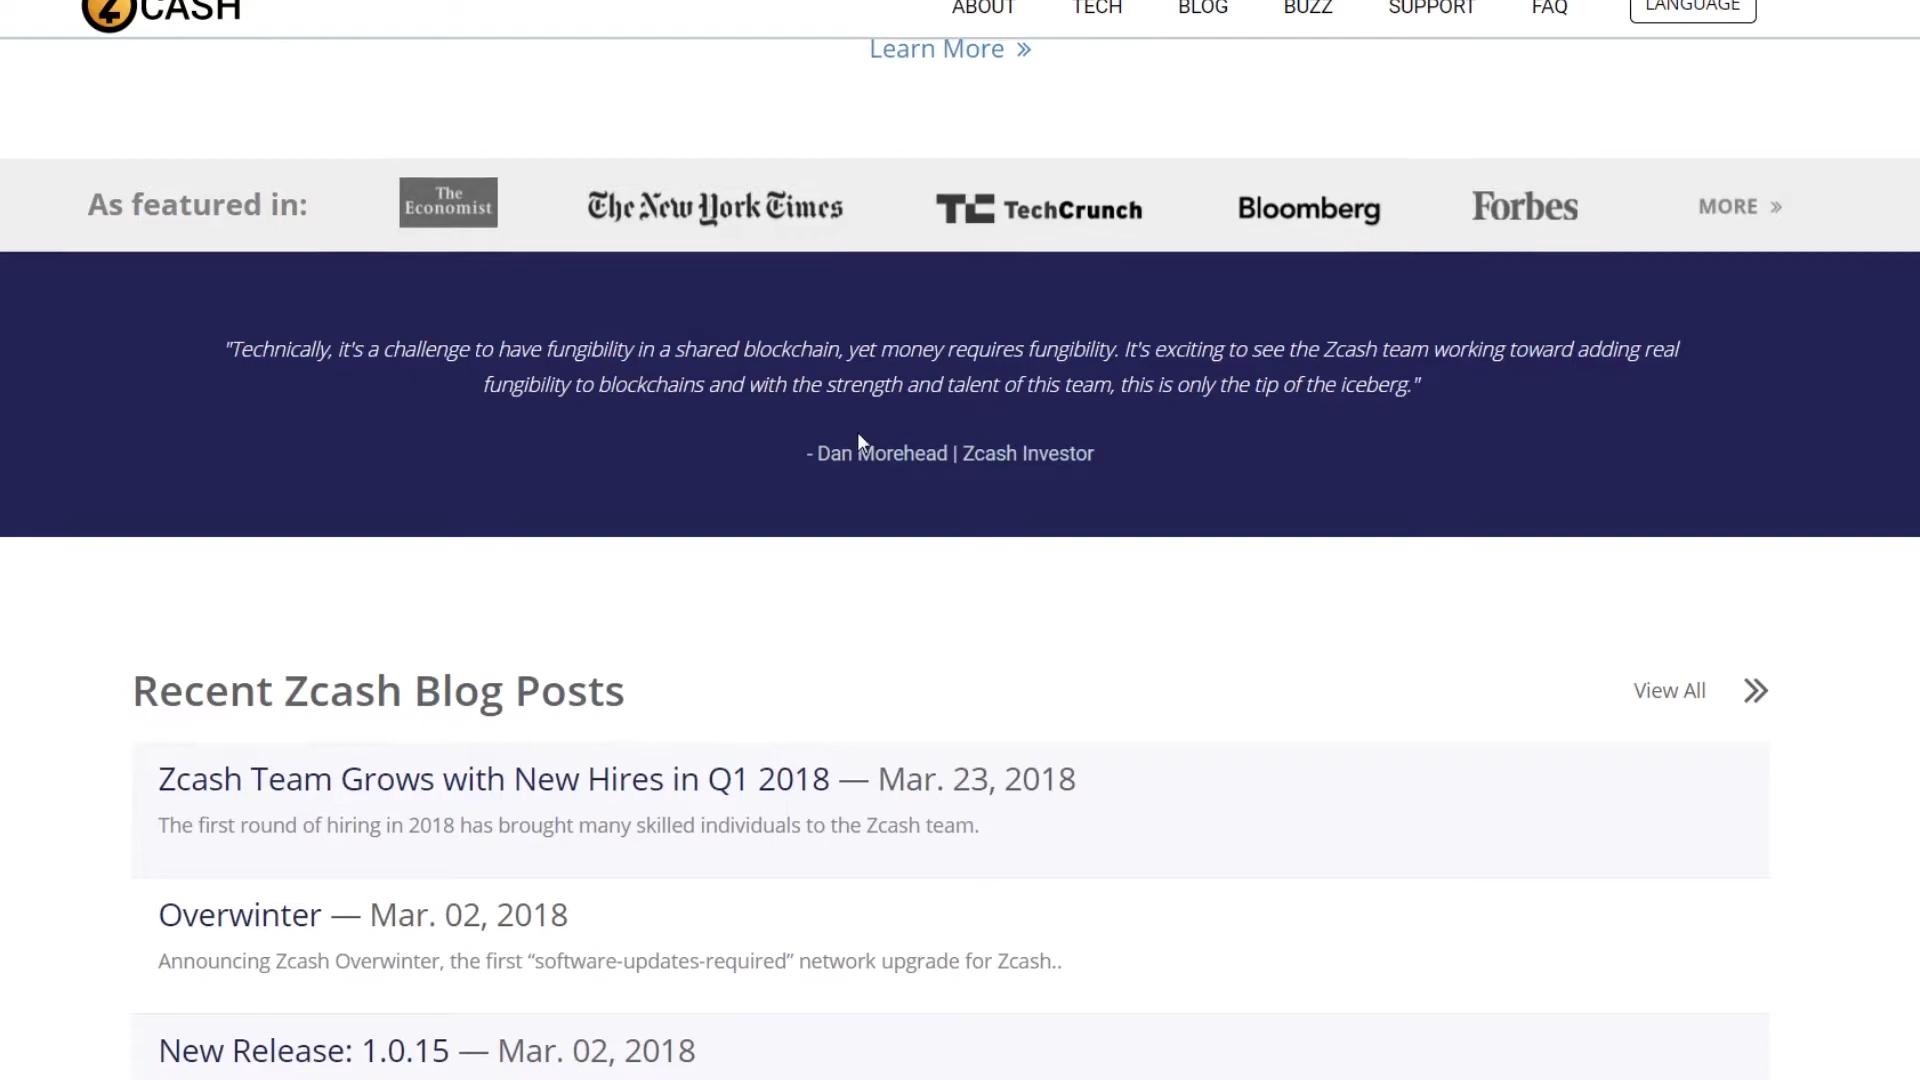 ZCASH
ABOUT TECH BLOG BUZZ SUPPORT FAQ LANGUAGE
Learn More »
As featured in: The Economist The New York Times TC TechCrunch Bloomberg Forbes MORE »
"Technically, it's a challenge to have fungibility in a shared blockchain, yet money requires fungibility. It's exciting to see the Zcash team working toward adding real
fungibility to blockchains and with the strength and talent of this team, this is only the tip of the iceberg."
- Dan Morehead | Zcash Investor
Recent Zcash Blog Posts
View All »
Zcash Team Grows with New Hires in Q1 2018 — Mar. 23, 2018
The first round of hiring in 2018 has brought many skilled individuals to the Zcash team.
Overwinter — Mar. 02, 2018
Announcing Zcash Overwinter, the first “software-updates-required” network upgrade for Zcash..
New Release: 1.0.15 — Mar. 02, 2018